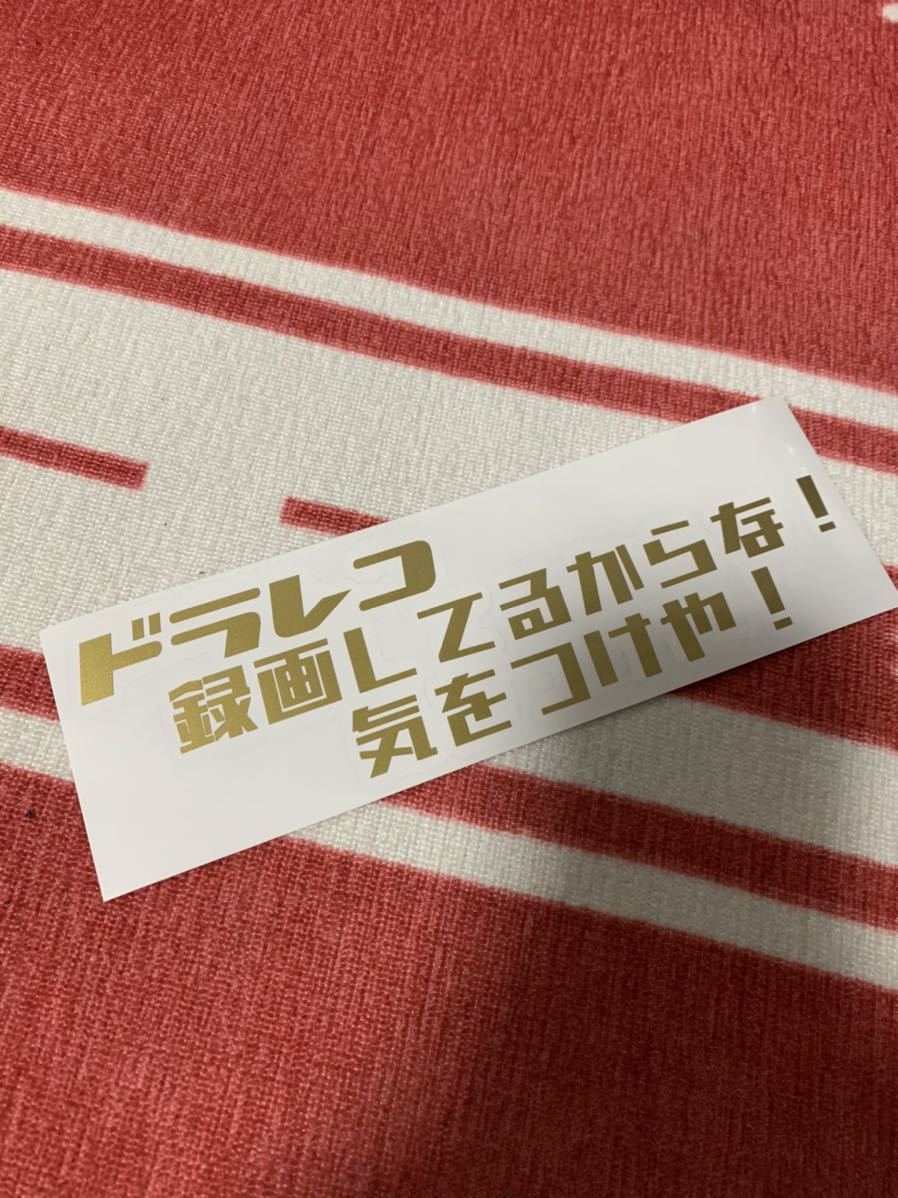 ドラレコ
録画してるからな！
気をつけや！